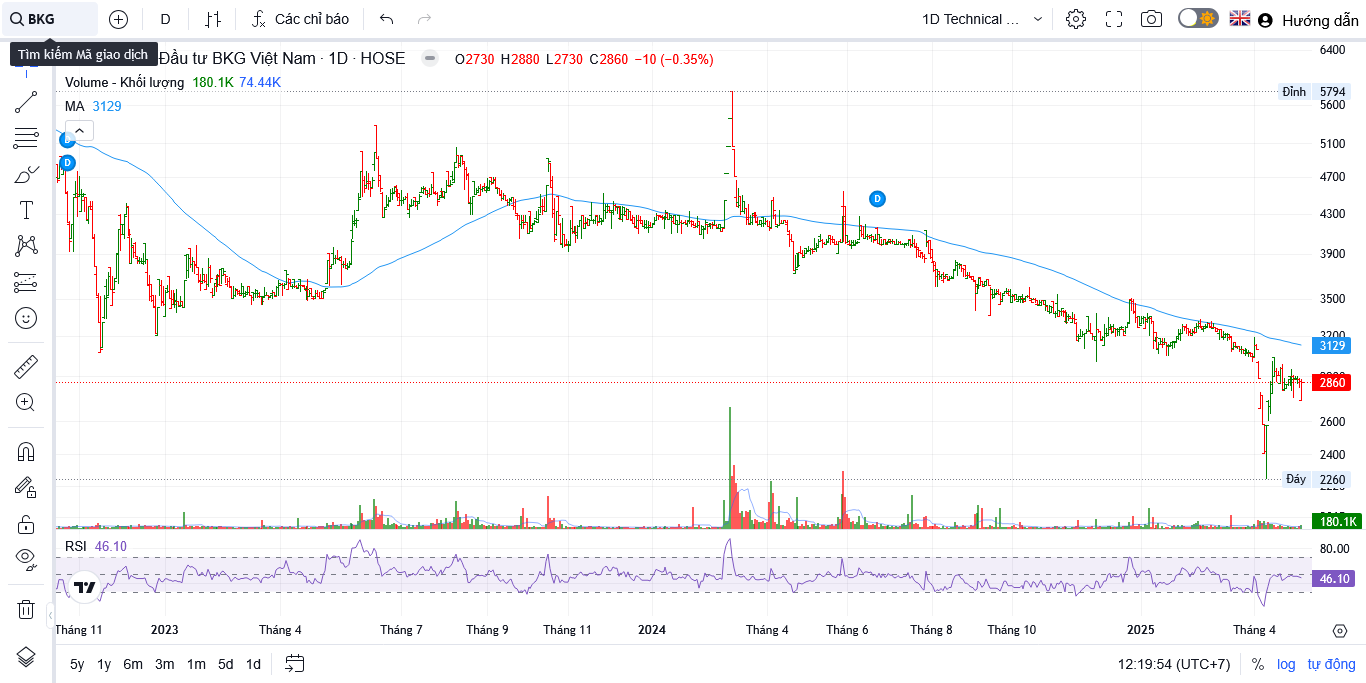 BKG D Các chỉ báo 1D Technical ... Hướng dẫn
Tìm kiếm Mã giao dịch Đầu tư BKG Việt Nam · 1D · HOSE O2730 H2880 L2730 C2860 −10 (−0.35%)
Volume - Khối lượng 180.1K 74.44K
MA 3129
6400
Đỉnh 5794
5600
D
5100
D
4700
D
4300
3900
3500
3200
3129
2860
2600
2400
Đáy 2260
180.1K
RSI 46.10
80.00
46.10
Tháng 11 2023 Tháng 4 Tháng 7 Tháng 9 Tháng 11 2024 Tháng 4 Tháng 6 Tháng 8 Tháng 10 2025 Tháng 4
5y 1y 6m 3m 1m 5d 1d 12:19:54 (UTC+7) % log tự động